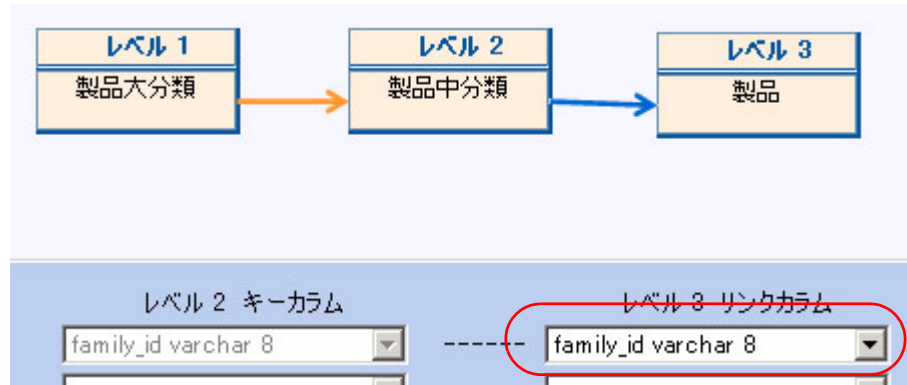 レベル 1
レベル 2
レベル 3
製品大分類
製品中分類
製品
レベル 2 キーカラム
レベル 3 リンクカラム
family_id varchar 8
family_id varchar 8